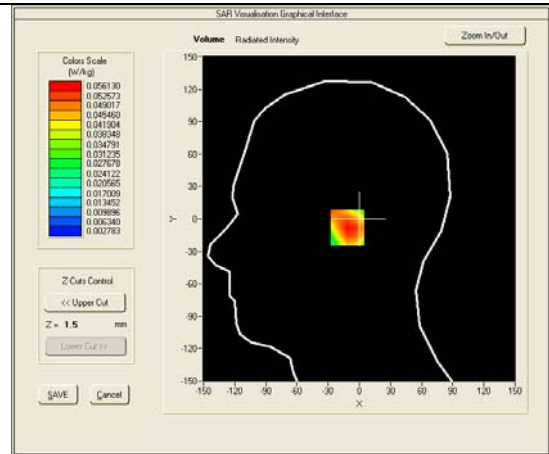 SAR Visualisation Graphical Interface
Volume Radiated Intensity
Zoom In/Out
Colors Scale
(W/kg)
0.056130
0.052573
0.049017
0.045460
0.041904
0.038348
0.034791
0.031235
0.027678
0.024122
0.020565
0.017009
0.013452
0.009896
0.006340
0.002783
Z Cuts Control
<< Upper Cut
Z = 1.5 mm
Lower Cut >>
SAVE Cancel
150
120
90
60
30
0
-30
-60
-90
-120
-150
Y
-150 -120 -90 -60 -30 0 30 60 90 120 150
X